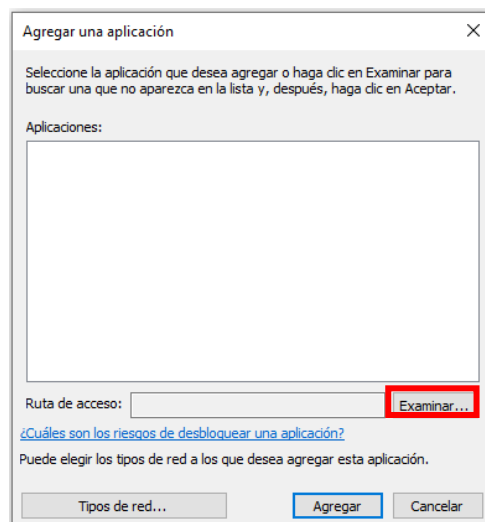 Agregar una aplicación
Seleccione la aplicación que desea agregar o haga clic en Examinar para
buscar una que no aparezca en la lista y, después, haga clic en Aceptar.
Aplicaciones:
Ruta de acceso:
Examinar...
¿Cuáles son los riesgos de desbloquear una aplicación?
Puede elegir los tipos de red a los que desea agregar esta aplicación.
Tipos de red...
Agregar
Cancelar